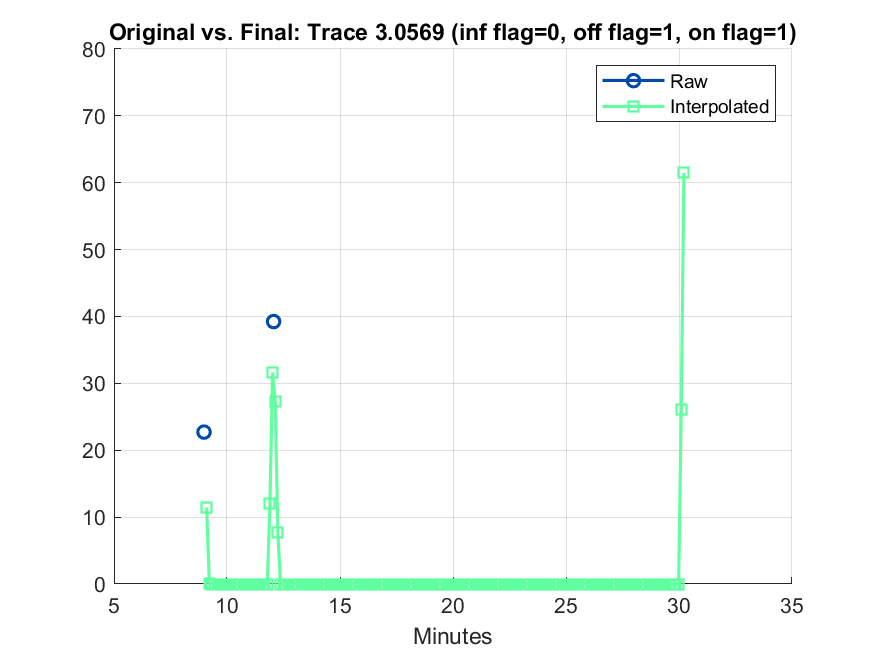 Original vs. Final: Trace 3.0569 (inf flag=0, off flag=1, on flag=1)
80
70
60
50
40
30
20
10
0
Raw
Interpolated
5 10 15 20 25 30 35
Minutes